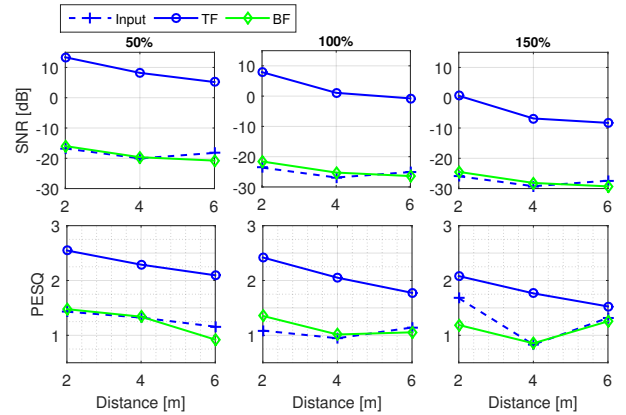 Input TF BF
50% 100% 150%
SNR [dB]
10 10 10
0 0 0
-10 -10 -10
-20 -20 -20
-30 -30 -30
2 4 6 2 4 6 2 4 6
PESQ
3 3 3
2 2 2
1 1 1
2 4 6 2 4 6 2 4 6
Distance [m] Distance [m] Distance [m]